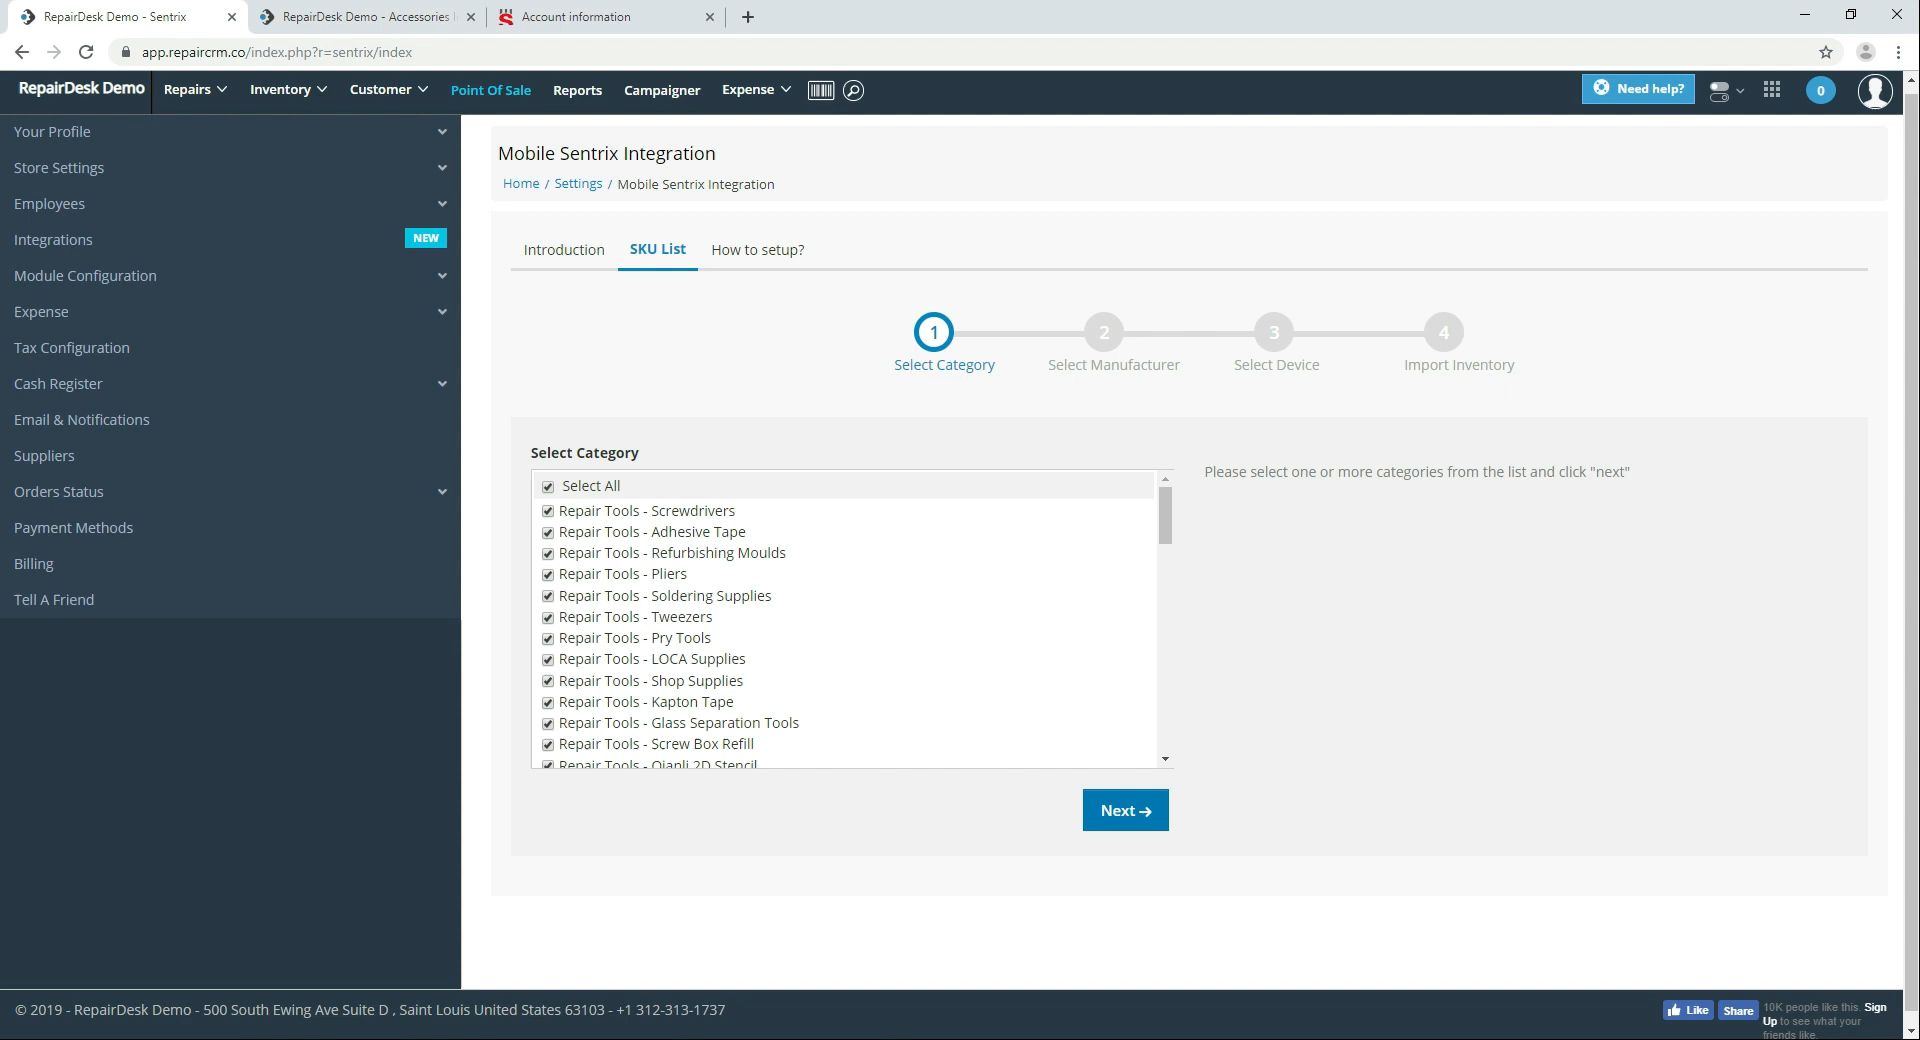 RepairDesk Demo - Sentrix
RepairDesk Demo - Accessories
Account information
app.repaircrm.co/index.php?r=sentrix/index
RepairDesk Demo
Repairs
Inventory
Customer
Point Of Sale
Reports
Campaigner
Expense
Need help?
0
Your Profile
Store Settings
Employees
Integrations
NEW
Module Configuration
Expense
Tax Configuration
Cash Register
Email & Notifications
Suppliers
Orders Status
Payment Methods
Billing
Tell A Friend
Mobile Sentrix Integration
Home / Settings / Mobile Sentrix Integration
Introduction
SKU List
How to setup?
1
2
3
4
Select Category
Select Manufacturer
Select Device
Import Inventory
Select Category
Please select one or more categories from the list and click "next"
Select All
Repair Tools - Screwdrivers
Repair Tools - Adhesive Tape
Repair Tools - Refurbishing Moulds
Repair Tools - Pliers
Repair Tools - Soldering Supplies
Repair Tools - Tweezers
Repair Tools - Pry Tools
Repair Tools - LOCA Supplies
Repair Tools - Shop Supplies
Repair Tools - Kapton Tape
Repair Tools - Glass Separation Tools
Repair Tools - Screw Box Refill
Repair Tools - Qianli 2D Stencil
Next →
© 2019 - RepairDesk Demo - 500 South Ewing Ave Suite D , Saint Louis United States 63103 - +1 312-313-1737
Like
Share
10K people like this. Sign
Up to see what your
friends like.